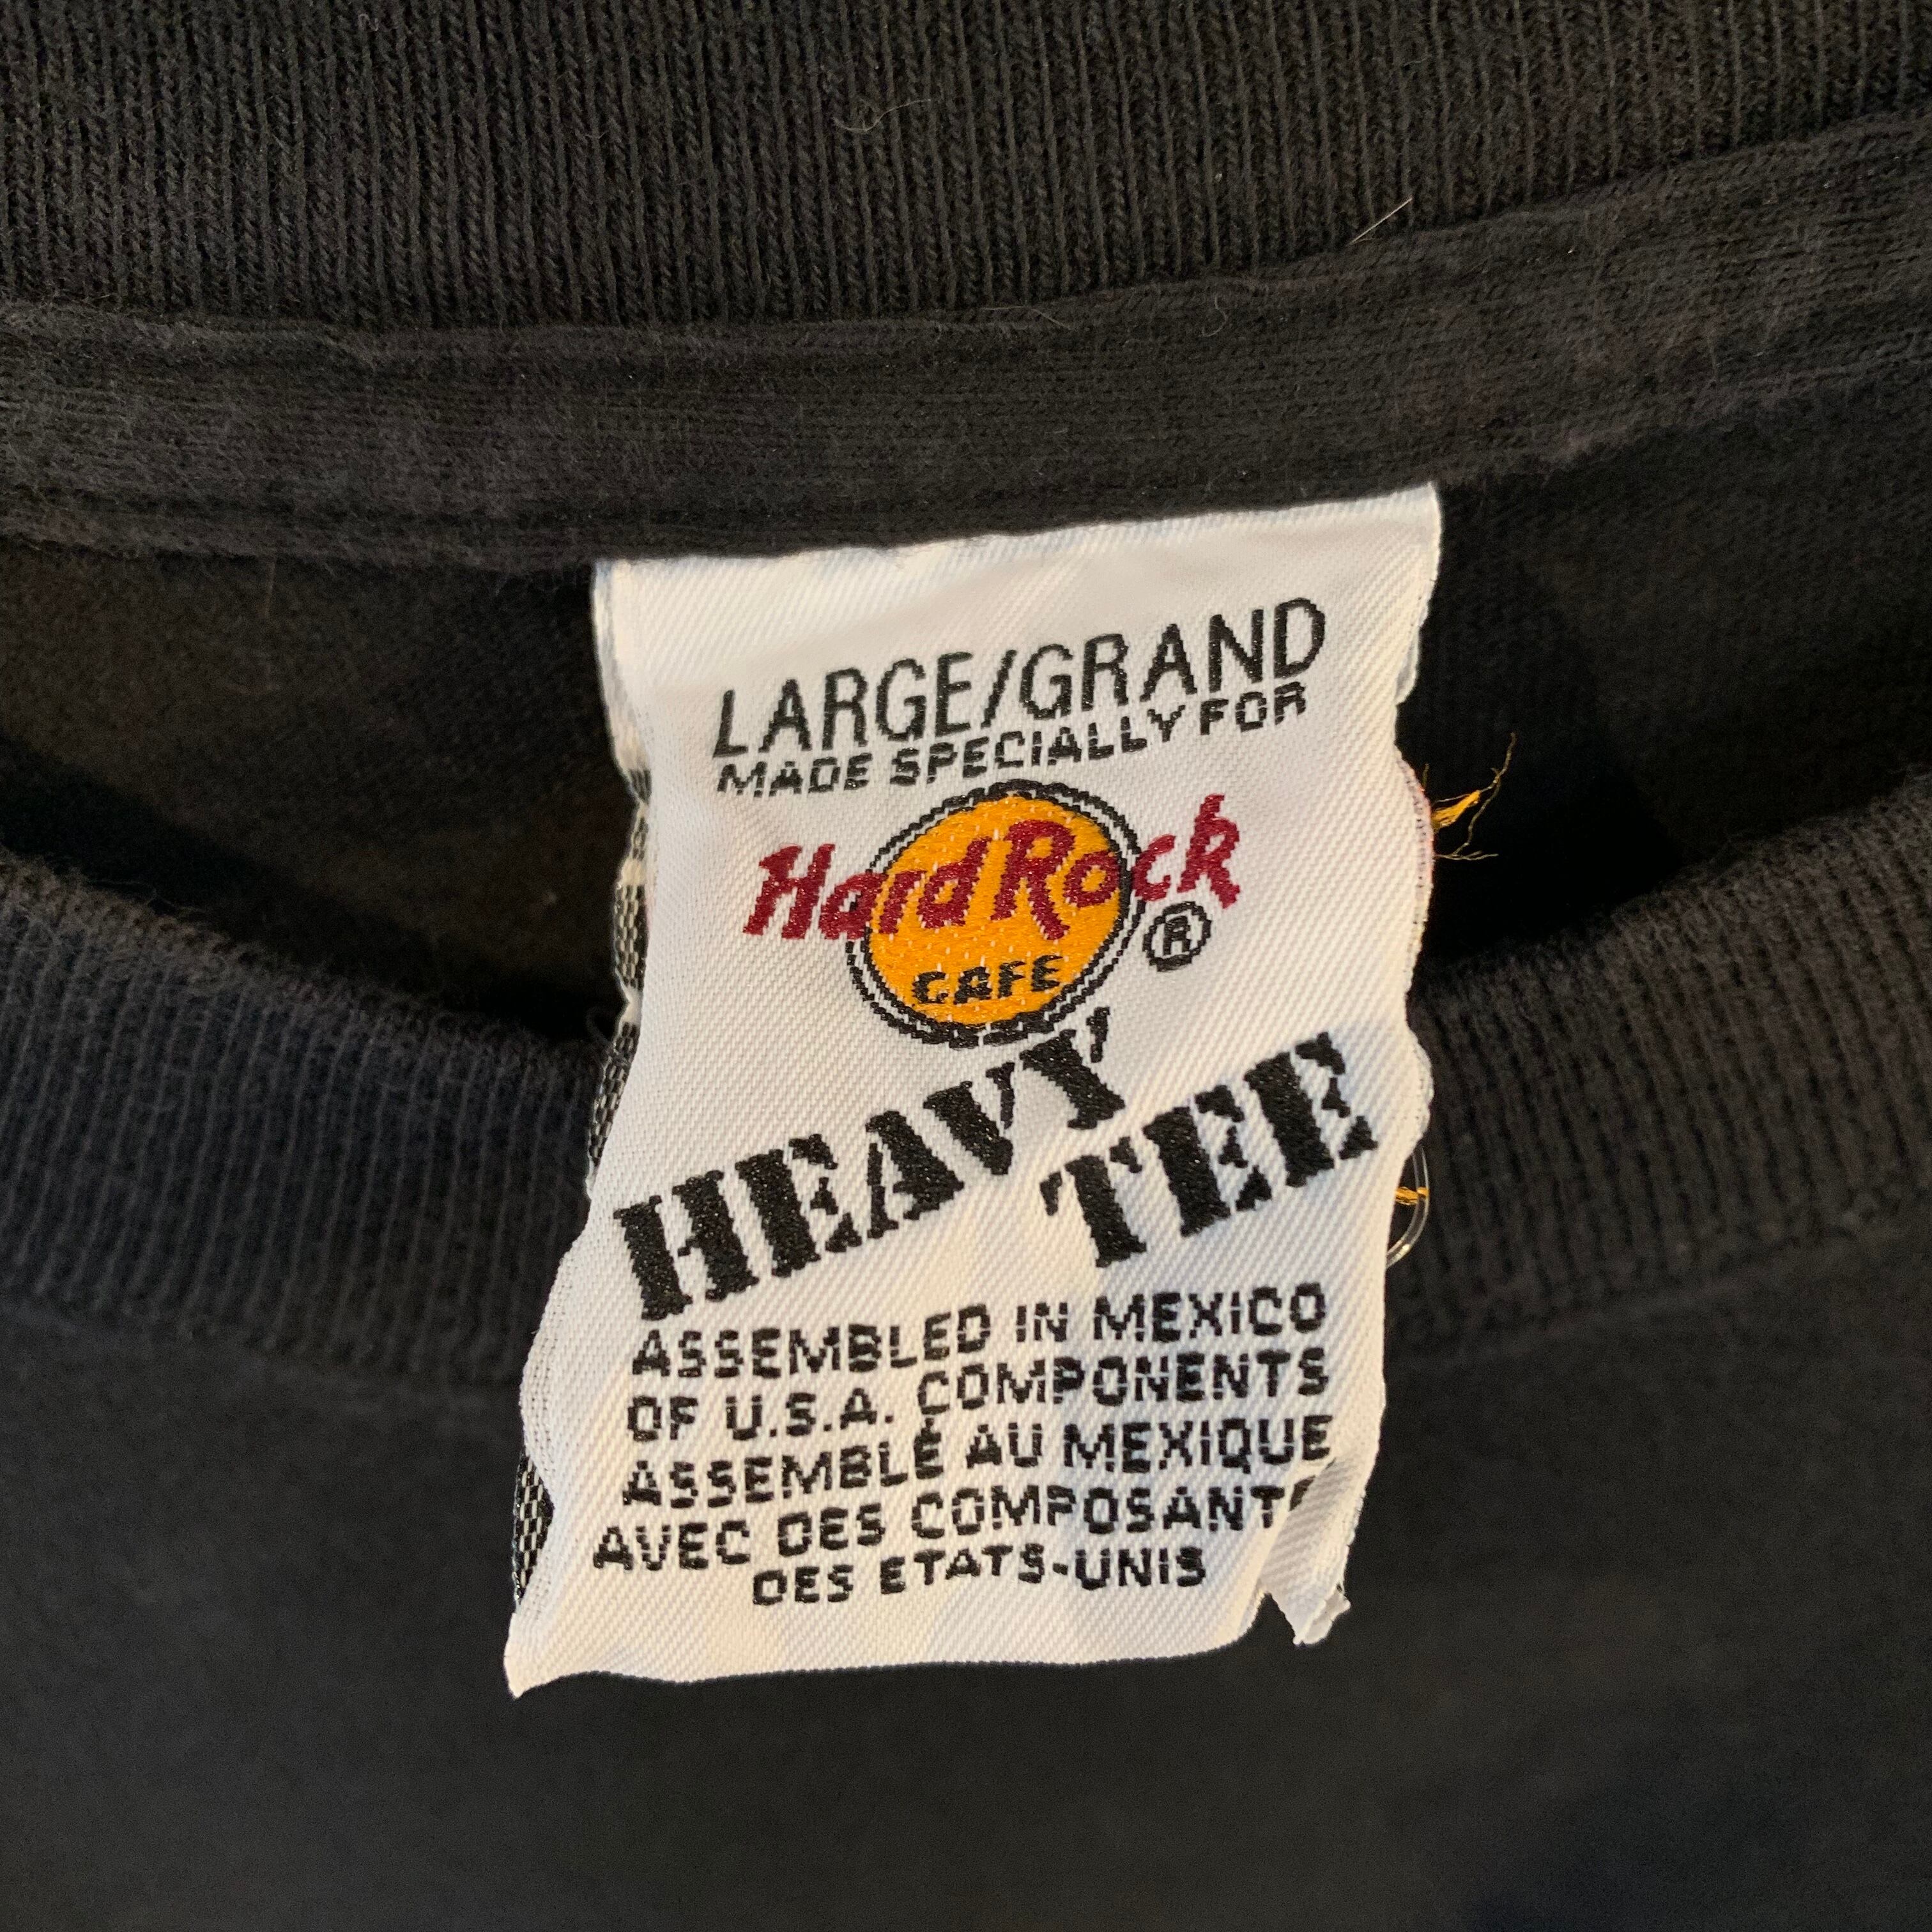 LARGE/GRAND
MADE SPECIALLY FOR
Hard Rock
CAFE
®
HEAVY
TEE
ASSEMBLED IN MEXICO
OF U.S.A. COMPONENTS
ASSEMBLÉ AU MEXIQUE
AVEC DES COMPOSANTS
DES ETATS-UNIS